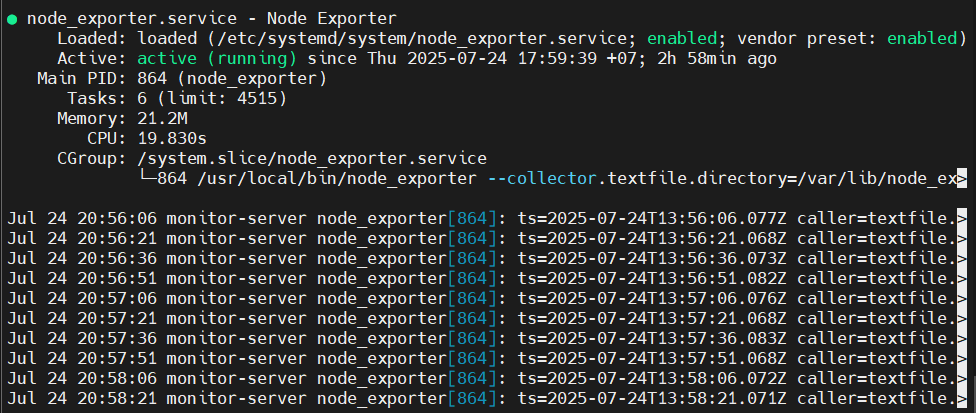 ● node_exporter.service - Node Exporter
     Loaded: loaded (/etc/systemd/system/node_exporter.service; enabled; vendor preset: enabled)
     Active: active (running) since Thu 2025-07-24 17:59:39 +07; 2h 58min ago
   Main PID: 864 (node_exporter)
      Tasks: 6 (limit: 4515)
     Memory: 21.2M
        CPU: 19.830s
     CGroup: /system.slice/node_exporter.service
             └─864 /usr/local/bin/node_exporter --collector.textfile.directory=/var/lib/node_ex>

Jul 24 20:56:06 monitor-server node_exporter[864]: ts=2025-07-24T13:56:06.077Z caller=textfile.>
Jul 24 20:56:21 monitor-server node_exporter[864]: ts=2025-07-24T13:56:21.068Z caller=textfile.>
Jul 24 20:56:36 monitor-server node_exporter[864]: ts=2025-07-24T13:56:36.073Z caller=textfile.>
Jul 24 20:56:51 monitor-server node_exporter[864]: ts=2025-07-24T13:56:51.082Z caller=textfile.>
Jul 24 20:57:06 monitor-server node_exporter[864]: ts=2025-07-24T13:57:06.076Z caller=textfile.>
Jul 24 20:57:21 monitor-server node_exporter[864]: ts=2025-07-24T13:57:21.068Z caller=textfile.>
Jul 24 20:57:36 monitor-server node_exporter[864]: ts=2025-07-24T13:57:36.083Z caller=textfile.>
Jul 24 20:57:51 monitor-server node_exporter[864]: ts=2025-07-24T13:57:51.068Z caller=textfile.>
Jul 24 20:58:06 monitor-server node_exporter[864]: ts=2025-07-24T13:58:06.072Z caller=textfile.>
Jul 24 20:58:21 monitor-server node_exporter[864]: ts=2025-07-24T13:58:21.071Z caller=textfile.>